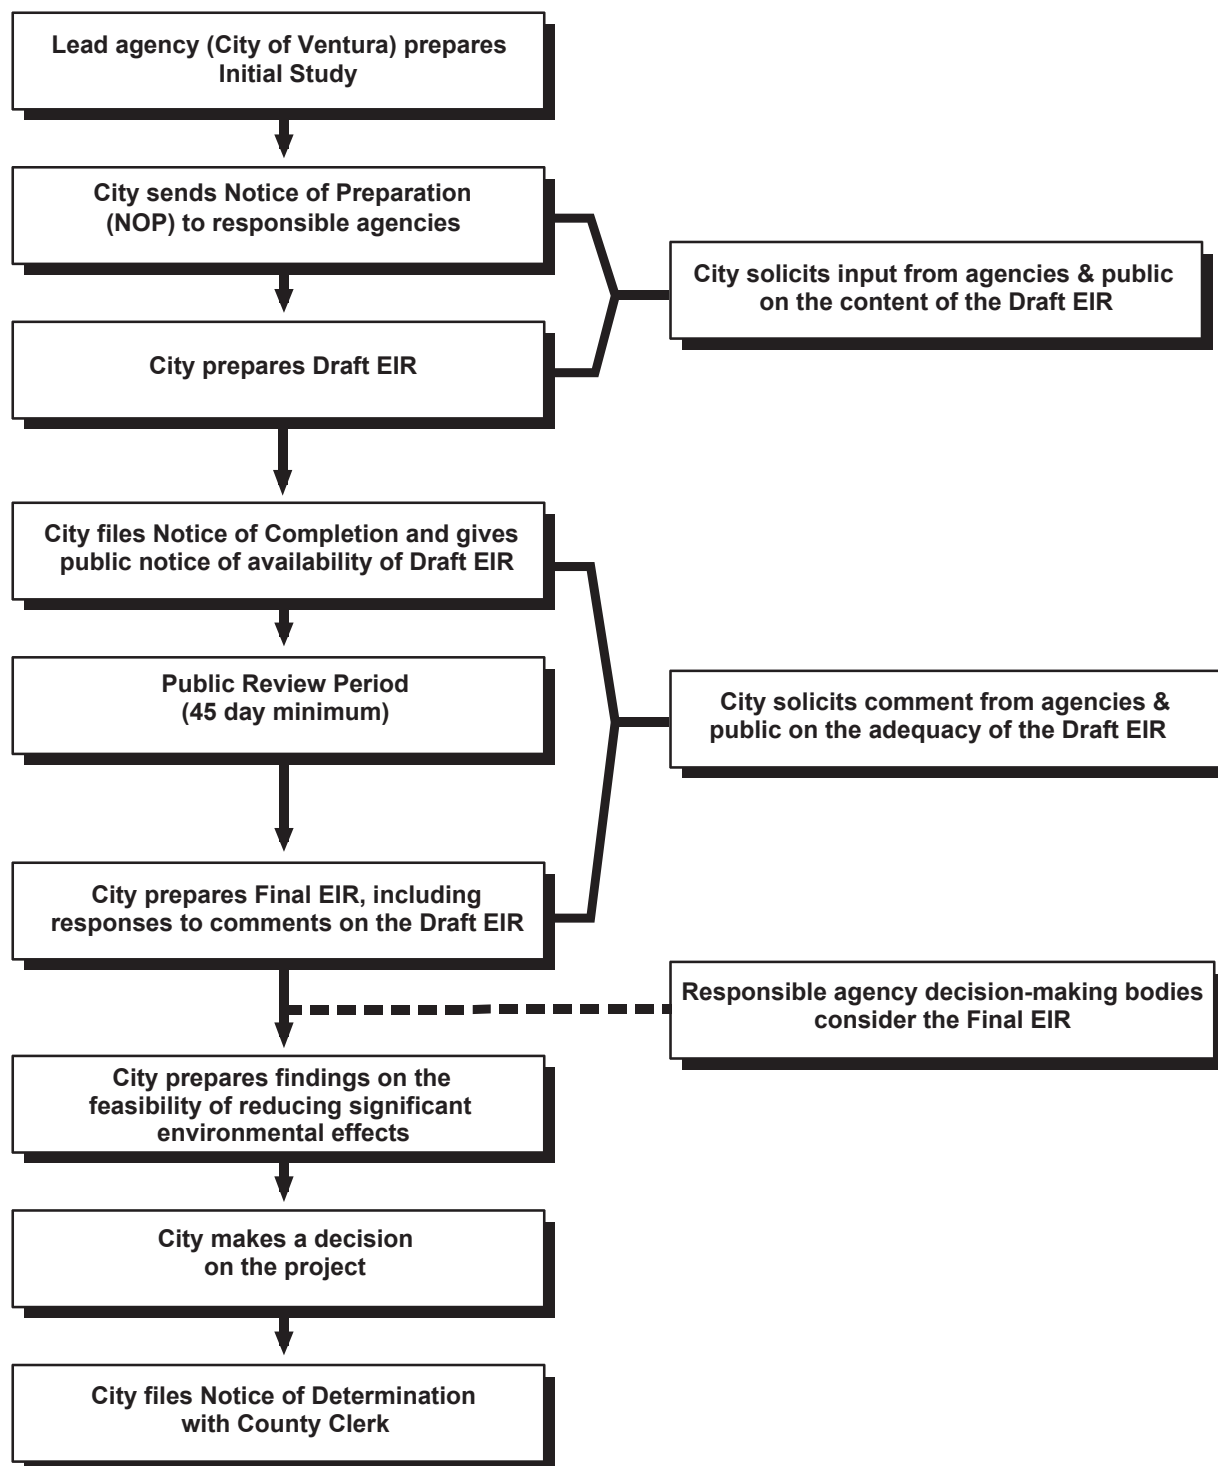 Lead agency (City of Ventura) prepares
Initial Study
City sends Notice of Preparation
(NOP) to responsible agencies
City solicits input from agencies & public
on the content of the Draft EIR
City prepares Draft EIR
City files Notice of Completion and gives
public notice of availability of Draft EIR
Public Review Period
(45 day minimum)
City solicits comment from agencies &
public on the adequacy of the Draft EIR
City prepares Final EIR, including
responses to comments on the Draft EIR
Responsible agency decision-making bodies
consider the Final EIR
City prepares findings on the
feasibility of reducing significant
environmental effects
City makes a decision
on the project
City files Notice of Determination
with County Clerk